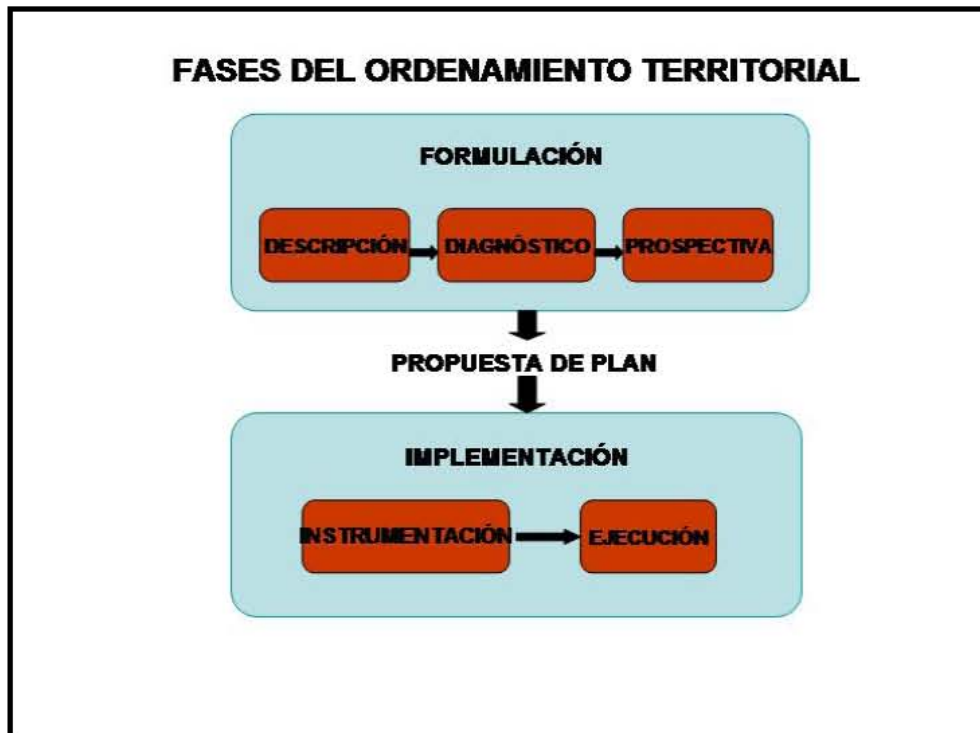 FASES DEL ORDENAMIENTO TERRITORIAL
FORMULACIÓN
DESCRIPCIÓN
DIAGNÓSTICO
PROSPECTIVA
PROPUESTA DE PLAN
IMPLEMENTACIÓN
INSTRUMENTACIÓN
EJECUCIÓN